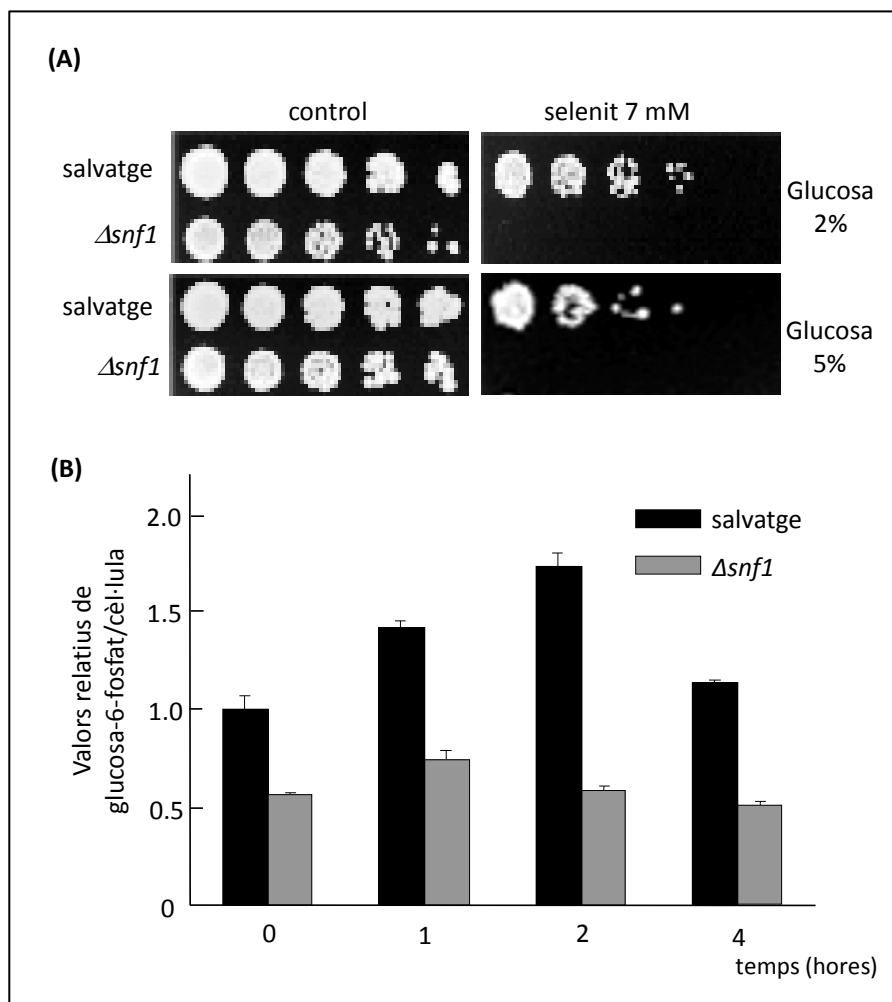 (A)
control
selenit 7 mM
salvatge
Δsnf1
Glucosa
2%
salvatge
Δsnf1
Glucosa
5%
(B)
Valors relatius de
glucosa-6-fosfat/cèl·lula
2.0
1.5
1.0
0.5
0
salvatge
Δsnf1
0
1
2
4
temps (hores)